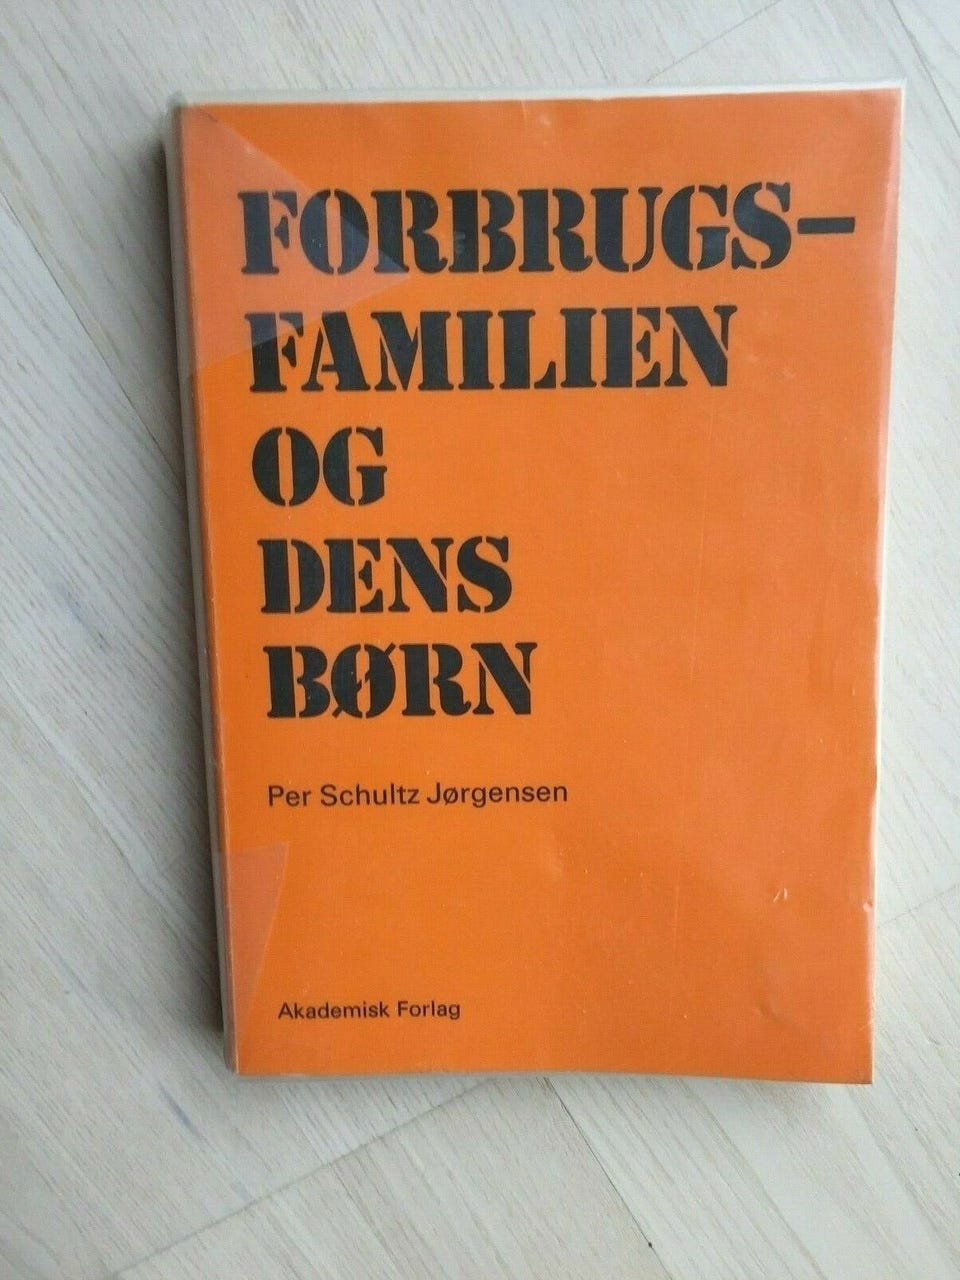 FORBRUGS-
FAMILIEN
OG
DENS
BØRN
Per Schultz Jørgensen
Akademisk Forlag